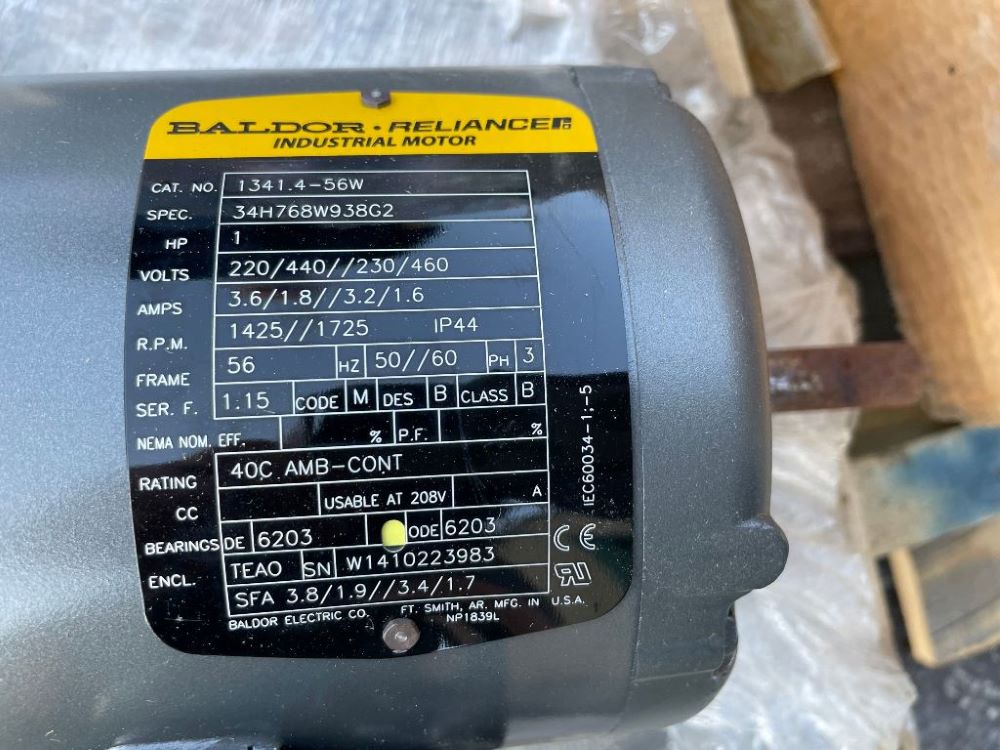 BALDOR • RELIANCE
INDUSTRIAL MOTOR
CAT. NO. 1341.4-56W
SPEC. 34H768W938G2
HP 1
VOLTS 220/440//230/460
AMPS 3.6/1.8//3.2/1.6
R.P.M. 1425//1725 IP44
FRAME 56 HZ 50//60 PH 3
SER. F. 1.15 CODE M DES B CLASS B
NEMA NOM. EFF. % P.F. %
RATING 40C AMB-CONT
CC USABLE AT 208V A
BEARINGS DE 6203 ODE 6203
ENCL. TEAO SN W1410223983
SFA 3.8/1.9//3.4/1.7
BALDOR ELECTRIC CO. FT. SMITH, AR. MFG. IN U.S.A.
NP1839L
IEC60034-1;-5
CE